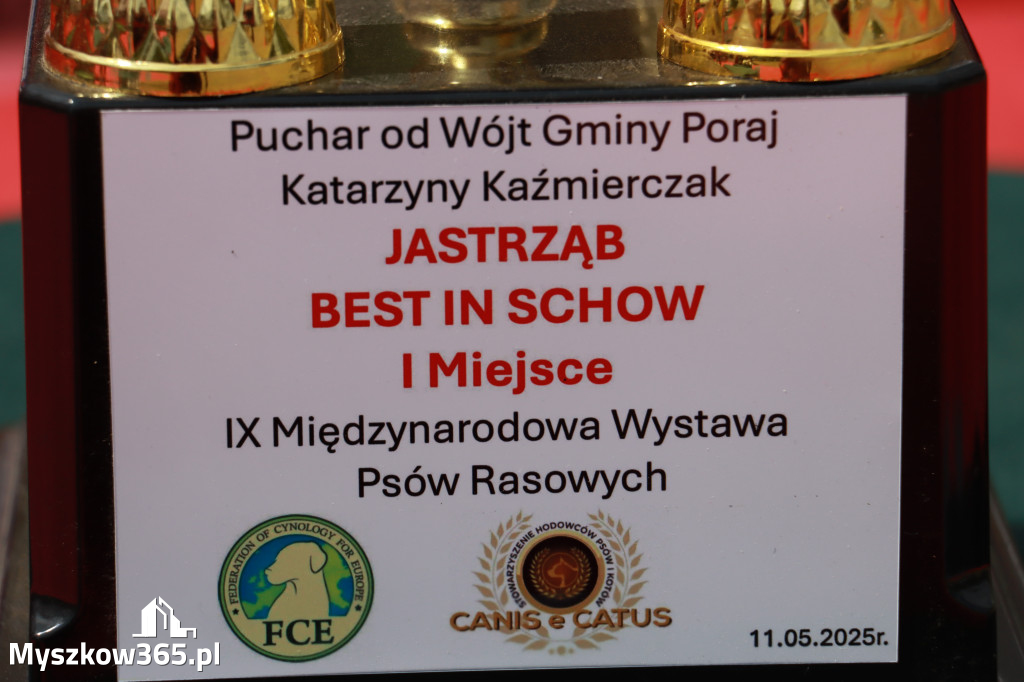 Puchar od Wójt Gminy Poraj
Katarzyny Kaźmierczak
JASTRZĄB
BEST IN SCHOW
I Miejsce
IX Międzynarodowa Wystawa
Psów Rasowych
★ FEDERATION OF CYNOLOGY FOR EUROPE ★
FCE
STOWARZYSZENIE HODOWCÓW PSÓW I KOTÓW
CANIS e CATUS
11.05.2025r.
Myszkow365.pl